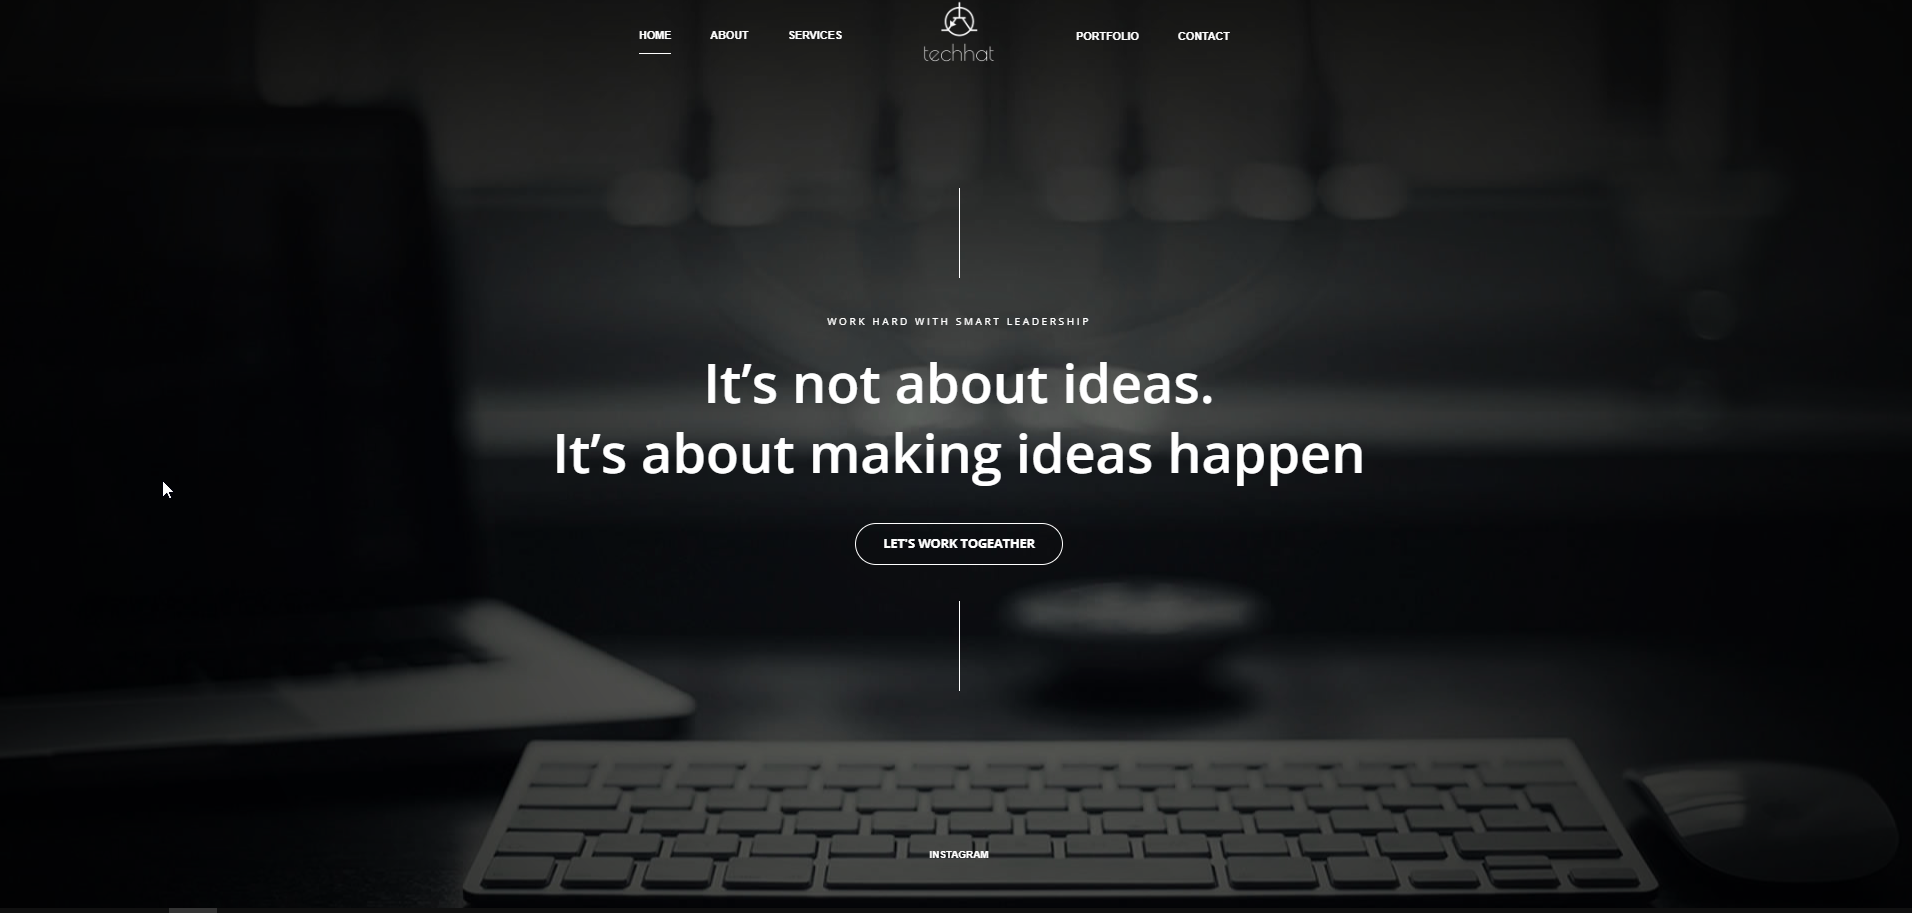 HOME ABOUT SERVICES techhat PORTFOLIO CONTACT
WORK HARD WITH SMART LEADERSHIP
It’s not about ideas.
It’s about making ideas happen
LET'S WORK TOGEATHER
INSTAGRAM